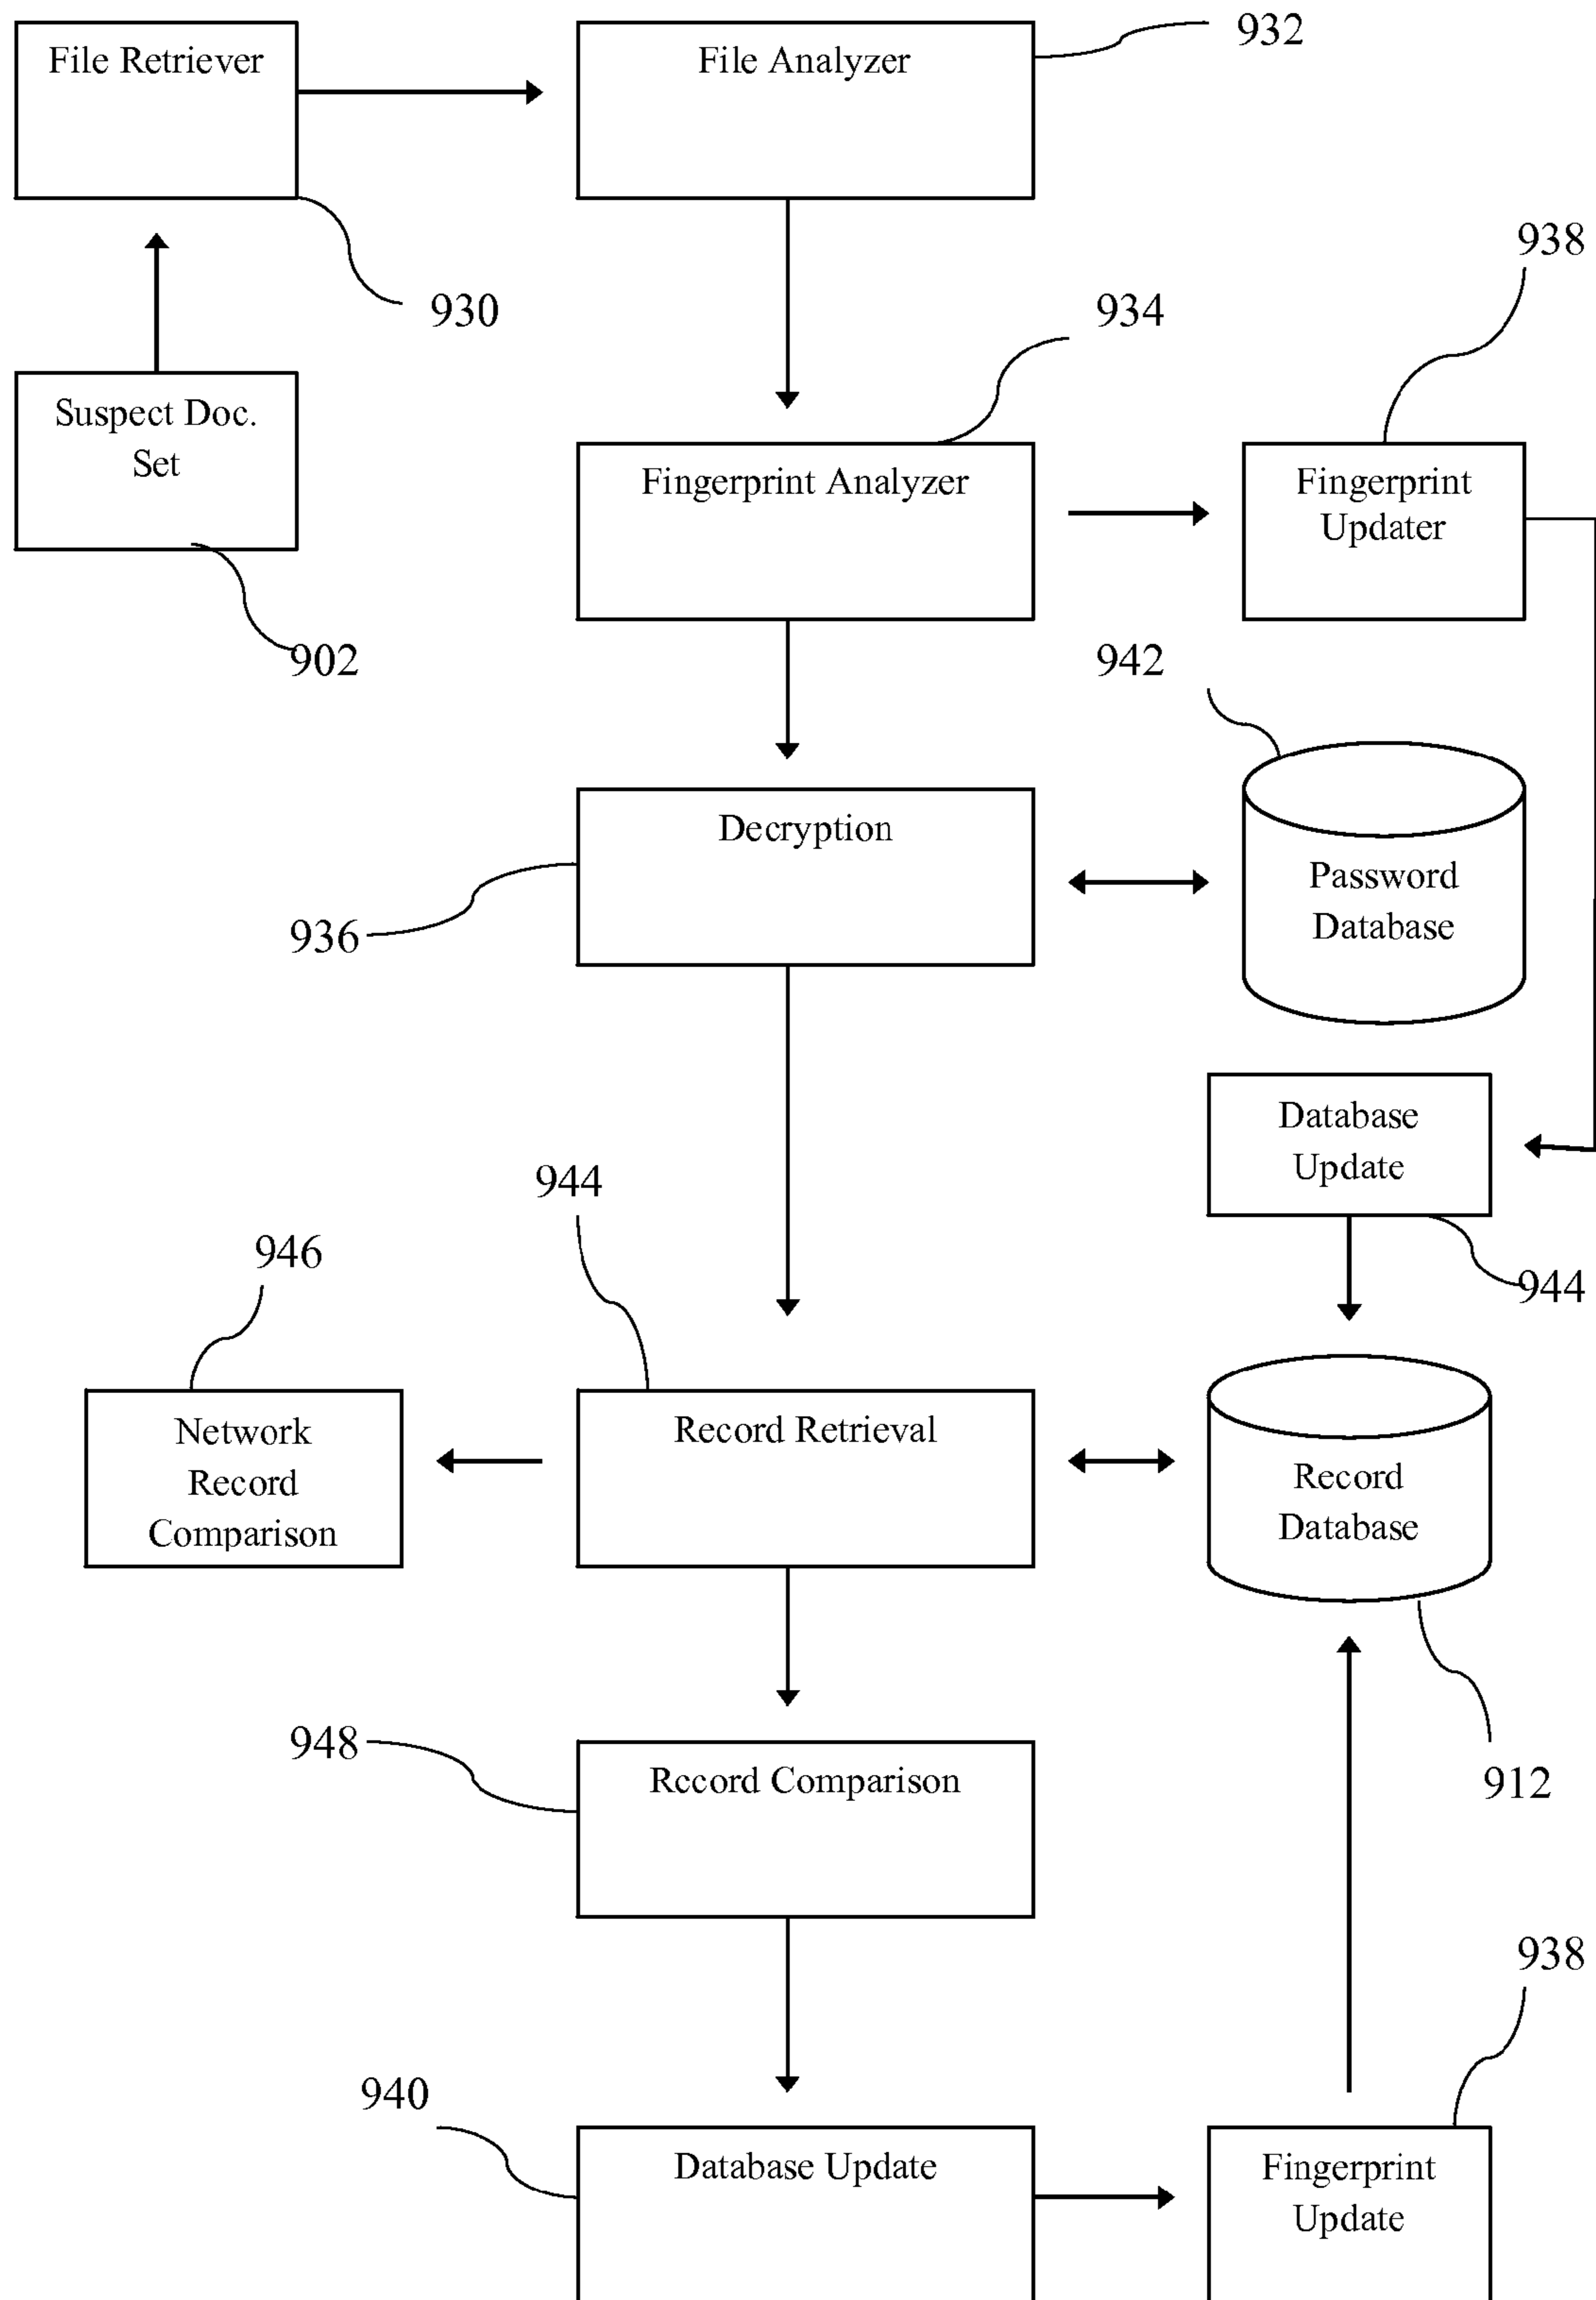 File Retriever
File Analyzer
932
930
938
934
Suspect Doc.
Set
Fingerprint Analyzer
Fingerprint
Updater
902
942
Decryption
Password
Database
936
Database
Update
944
944
946
Network
Record
Comparison
Record Retrieval
Record
Database
948
Record Comparison
912
938
940
Database Update
Fingerprint
Update